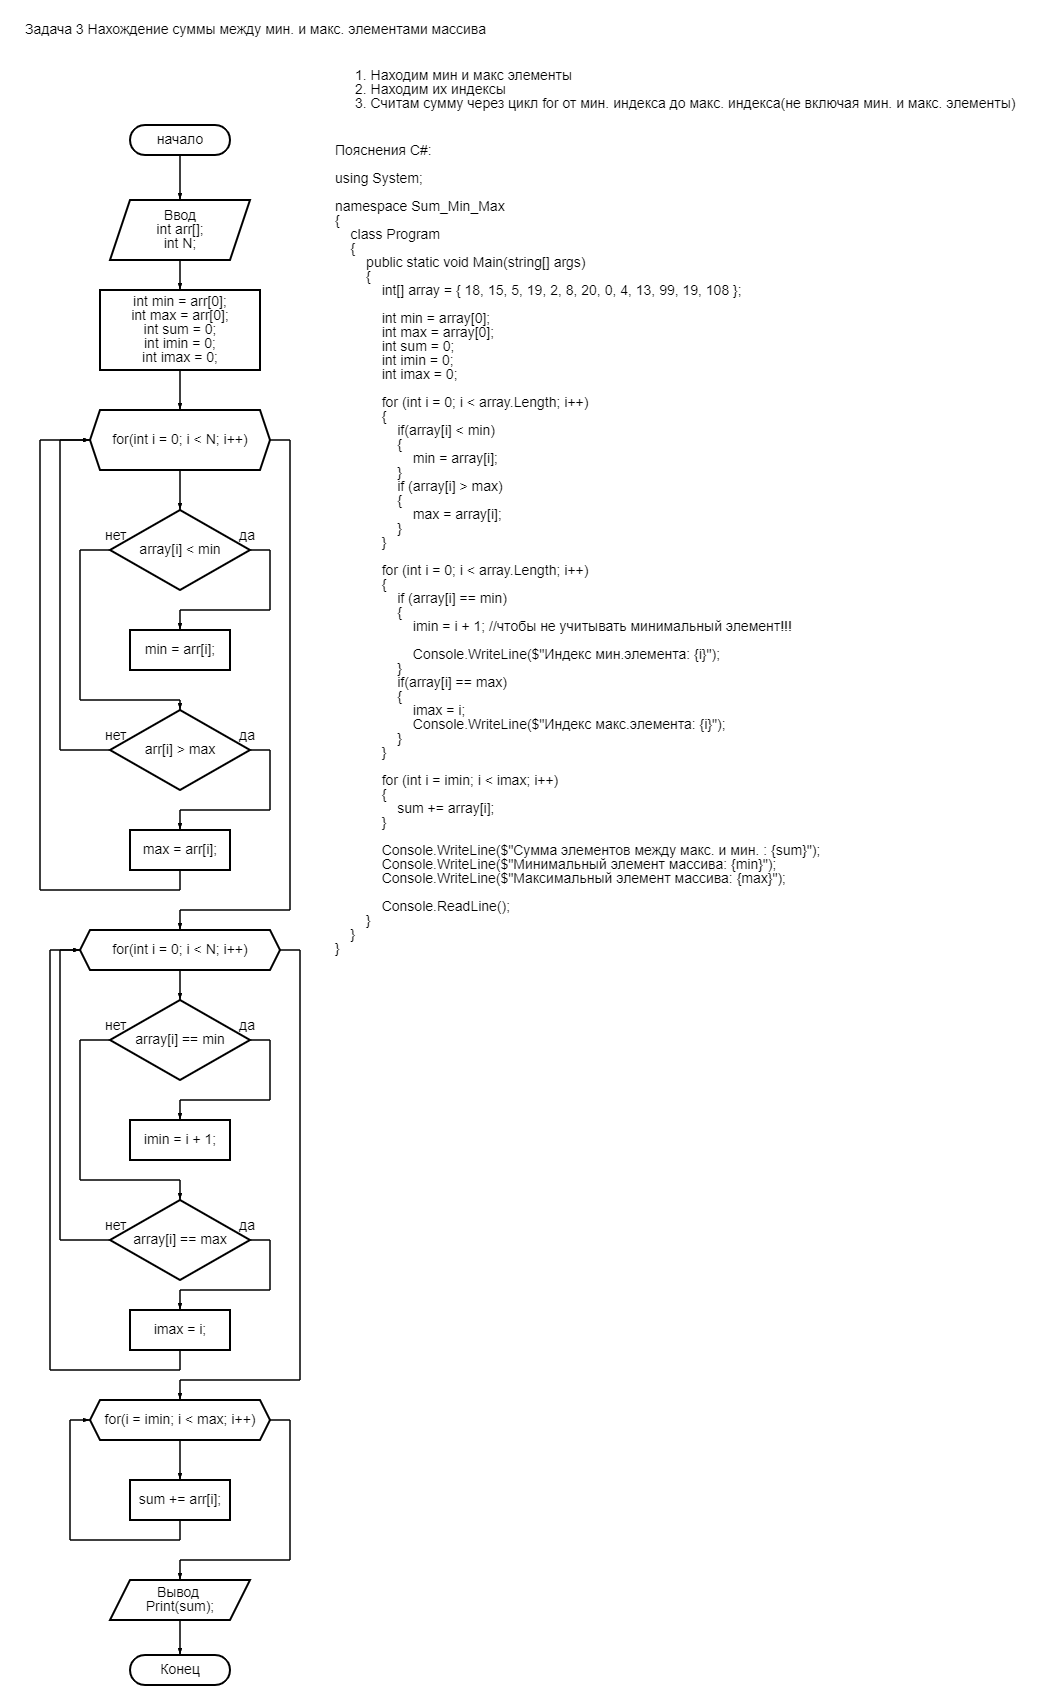 Задача 3 Нахождение суммы между мин. и макс. элементами массива
1. Находим мин и макс элементы
2. Находим их индексы
3. Считам сумму через цикл for от мин. индекса до макс. индекса(не включая мин. и макс. элементы)
начало
Ввод
int arr[];
int N;
int min = arr[0];
int max = arr[0];
int sum = 0;
int imin = 0;
int imax = 0;
for(int i = 0; i < N; i++)
нет
да
array[i] < min
min = arr[i];
нет
да
arr[i] > max
max = arr[i];
for(int i = 0; i < N; i++)
нет
да
array[i] == min
imin = i + 1;
нет
да
array[i] == max
imax = i;
for(i = imin; i < max; i++)
sum += arr[i];
Вывод
Print(sum);
Конец
Пояснения C#:
using System;
namespace Sum_Min_Max
{
class Program
{
public static void Main(string[] args)
{
int[] array = { 18, 15, 5, 19, 2, 8, 20, 0, 4, 13, 99, 19, 108 };
int min = array[0];
int max = array[0];
int sum = 0;
int imin = 0;
int imax = 0;
for (int i = 0; i < array.Length; i++)
{
if(array[i] < min)
{
min = array[i];
}
if (array[i] > max)
{
max = array[i];
}
}
for (int i = 0; i < array.Length; i++)
{
if (array[i] == min)
{
imin = i + 1; //чтобы не учитывать минимальный элемент!!!
Console.WriteLine($"Индекс мин.элемента: {i}");
}
if(array[i] == max)
{
imax = i;
Console.WriteLine($"Индекс макс.элемента: {i}");
}
}
for (int i = imin; i < imax; i++)
{
sum += array[i];
}
Console.WriteLine($"Сумма элементов между макс. и мин. : {sum}");
Console.WriteLine($"Минимальный элемент массива: {min}");
Console.WriteLine($"Максимальный элемент массива: {max}");
Console.ReadLine();
}
}
}